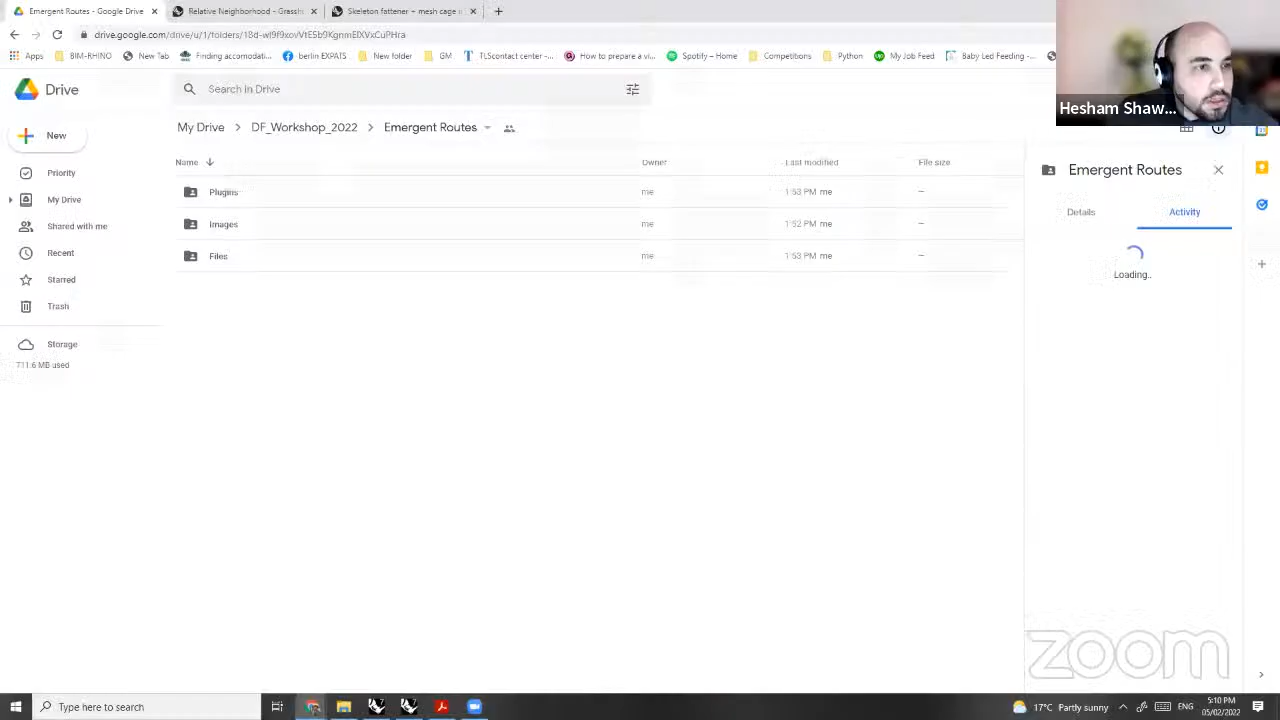 Emergent Routes - Google Drive
Skeleton fattener - mesh cage
drive.google.com/drive/u/1/folders/
Apps BIM-RHINO New Tab Finding accomodati... berlin EXPATS New folder GM TLScontact center -... How to prepare a vi... Spotify – Home Competitions Python My Job Feed Baby Led Feeding...
Drive
Search in Drive
New
My Drive > DF_Workshop_2022 > Emergent Routes
Priority
My Drive
Shared with me
Recent
Starred
Trash
Storage
711.6 MB used
Name Owner Last modified File size
Plugins me 1:53 PM me –
Images me 1:52 PM me –
Files me 1:53 PM me –
Hesham Shaw...
Emergent Routes
Details Activity
Loading..
zoom
Type here to search
17°C Partly sunny
ENG
5:10 PM
05/02/2022